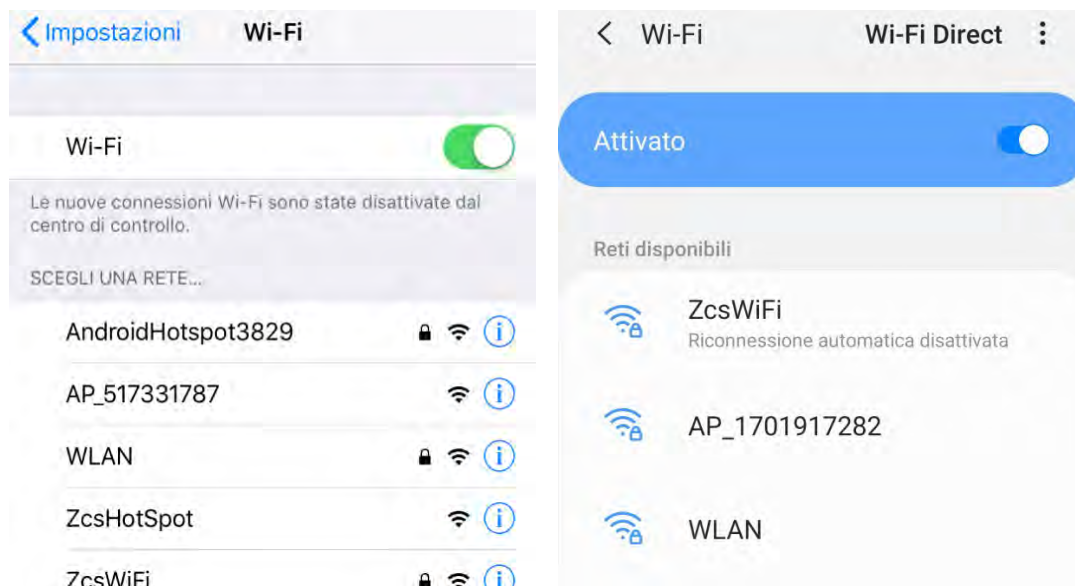 Impostazioni Wi-Fi
Wi-Fi
Le nuove connessioni Wi-Fi sono state disattivate dal
centro di controllo.
SCEGLI UNA RETE...
AndroidHotspot3829
AP_517331787
WLAN
ZcsHotSpot
ZcsWiFi
Wi-Fi Wi-Fi Direct
Attivato
Reti disponibili
ZcsWiFi
Riconnessione automatica disattivata
AP_1701917282
WLAN